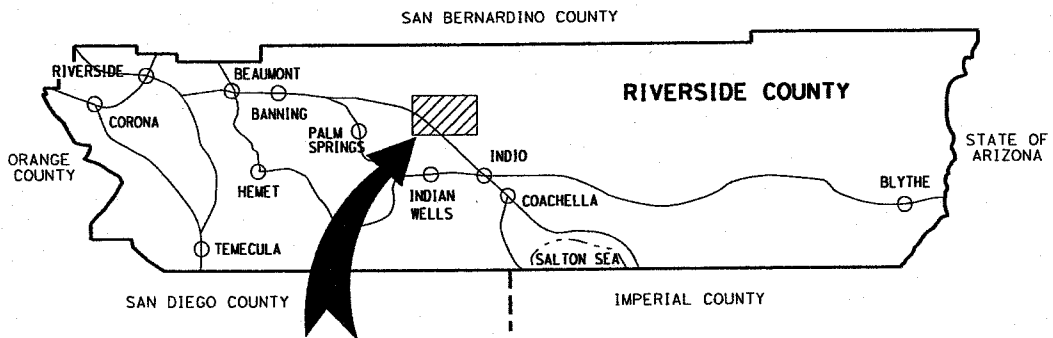 SAN BERNARDINO COUNTY
RIVERSIDE
BEAUMONT
BANNING
RIVERSIDE COUNTY
CORONA
PALM
SPRINGS
STATE OF
ARIZONA
ORANGE
COUNTY
INDIO
HEMET
INDIAN
WELLS
COACHELLA
BLYTHE
TEMECULA
SALTON SEA
SAN DIEGO COUNTY
IMPERIAL COUNTY